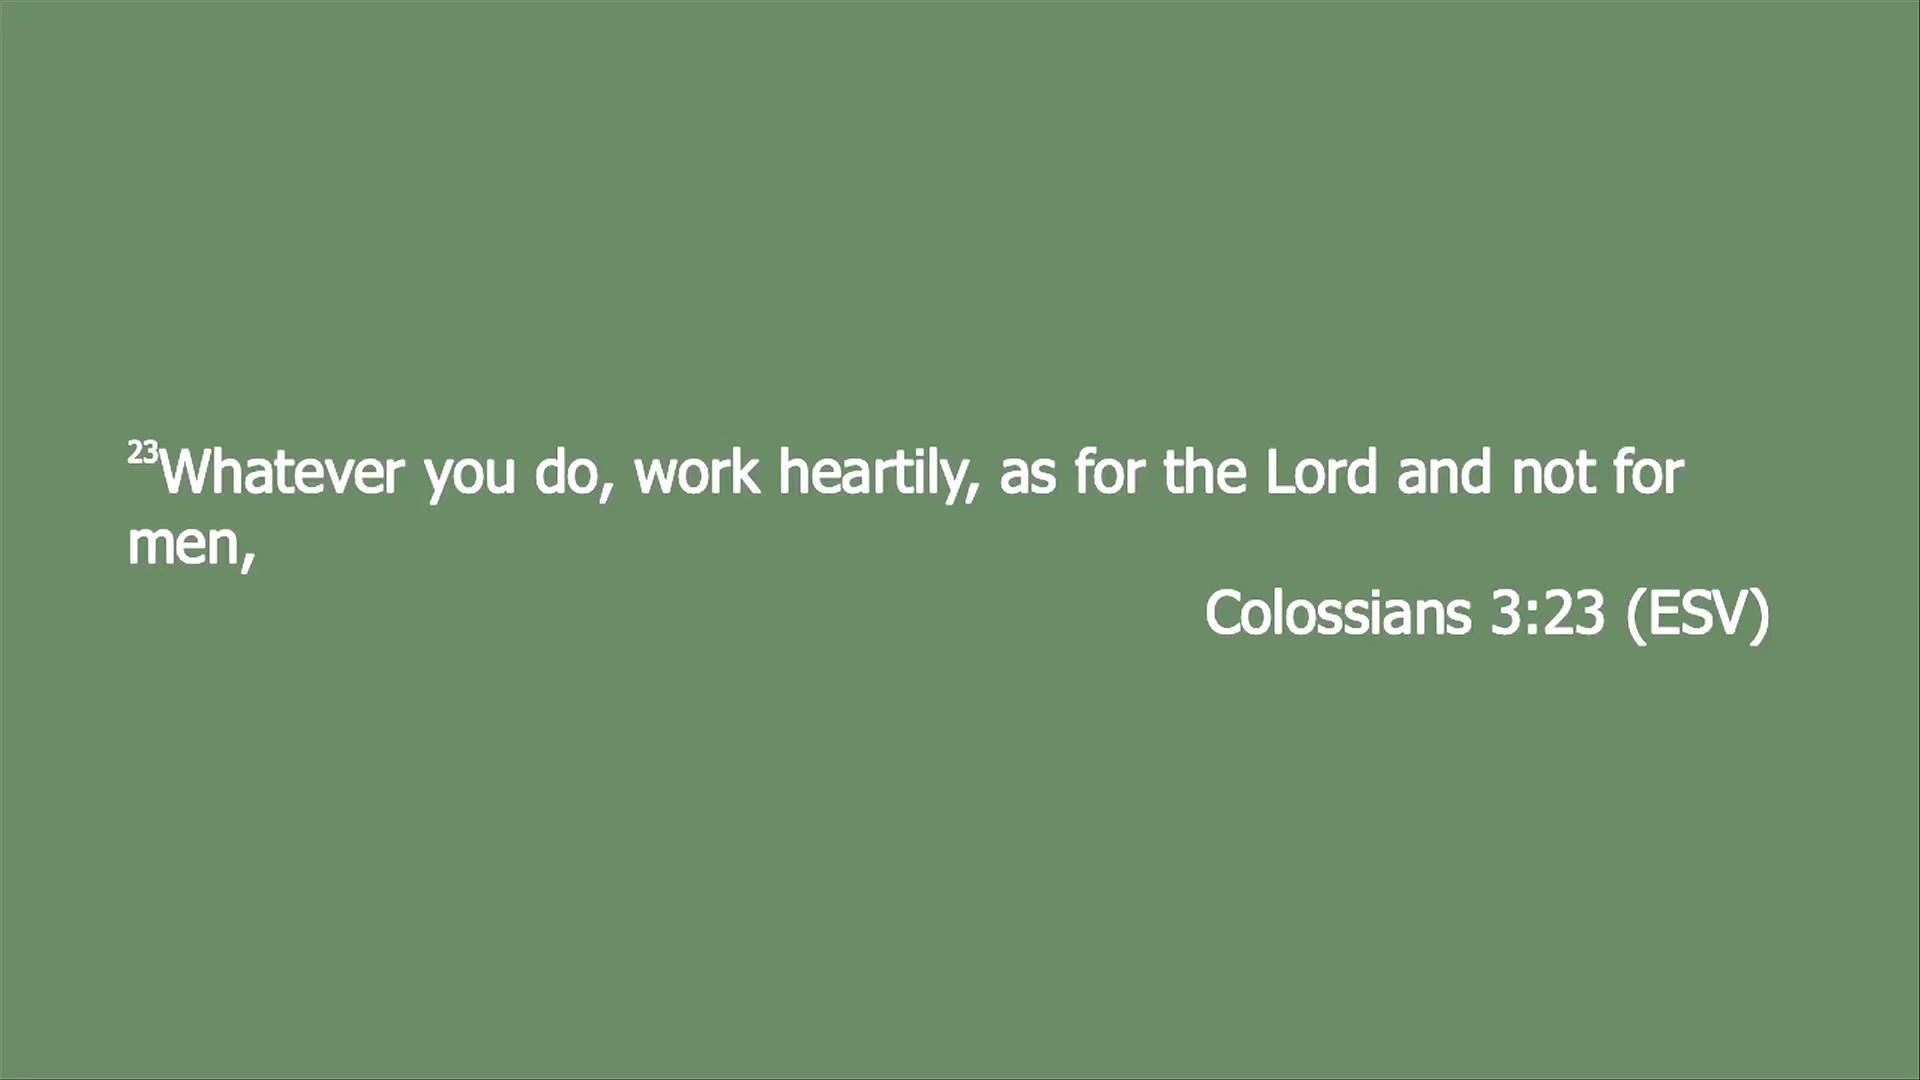 23Whatever you do, work heartily, as for the Lord and not for
men,
Colossians 3:23 (ESV)